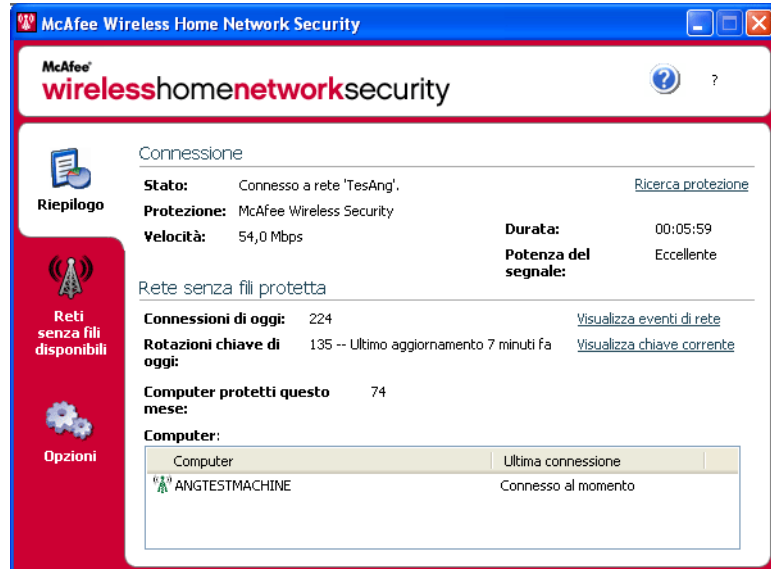 McAfee Wireless Home Network Security
McAfee
wirelesshomenetworksecurity
?
?
Riepilogo
Reti
senza fili
disponibili
Opzioni
Connessione
Stato: Connesso a rete 'TesAng'. Ricerca protezione
Protezione: McAfee Wireless Security
Velocità: 54,0 Mbps
Durata: 00:05:59
Potenza del Eccellente
segnale:
Rete senza fili protetta
Connessioni di oggi: 224 Visualizza eventi di rete
Rotazioni chiave di 135 -- Ultimo aggiornamento 7 minuti fa Visualizza chiave corrente
oggi:
Computer protetti questo 74
mese:
Computer:
Computer Ultima connessione
ANGTESTMACHINE Connesso al momento